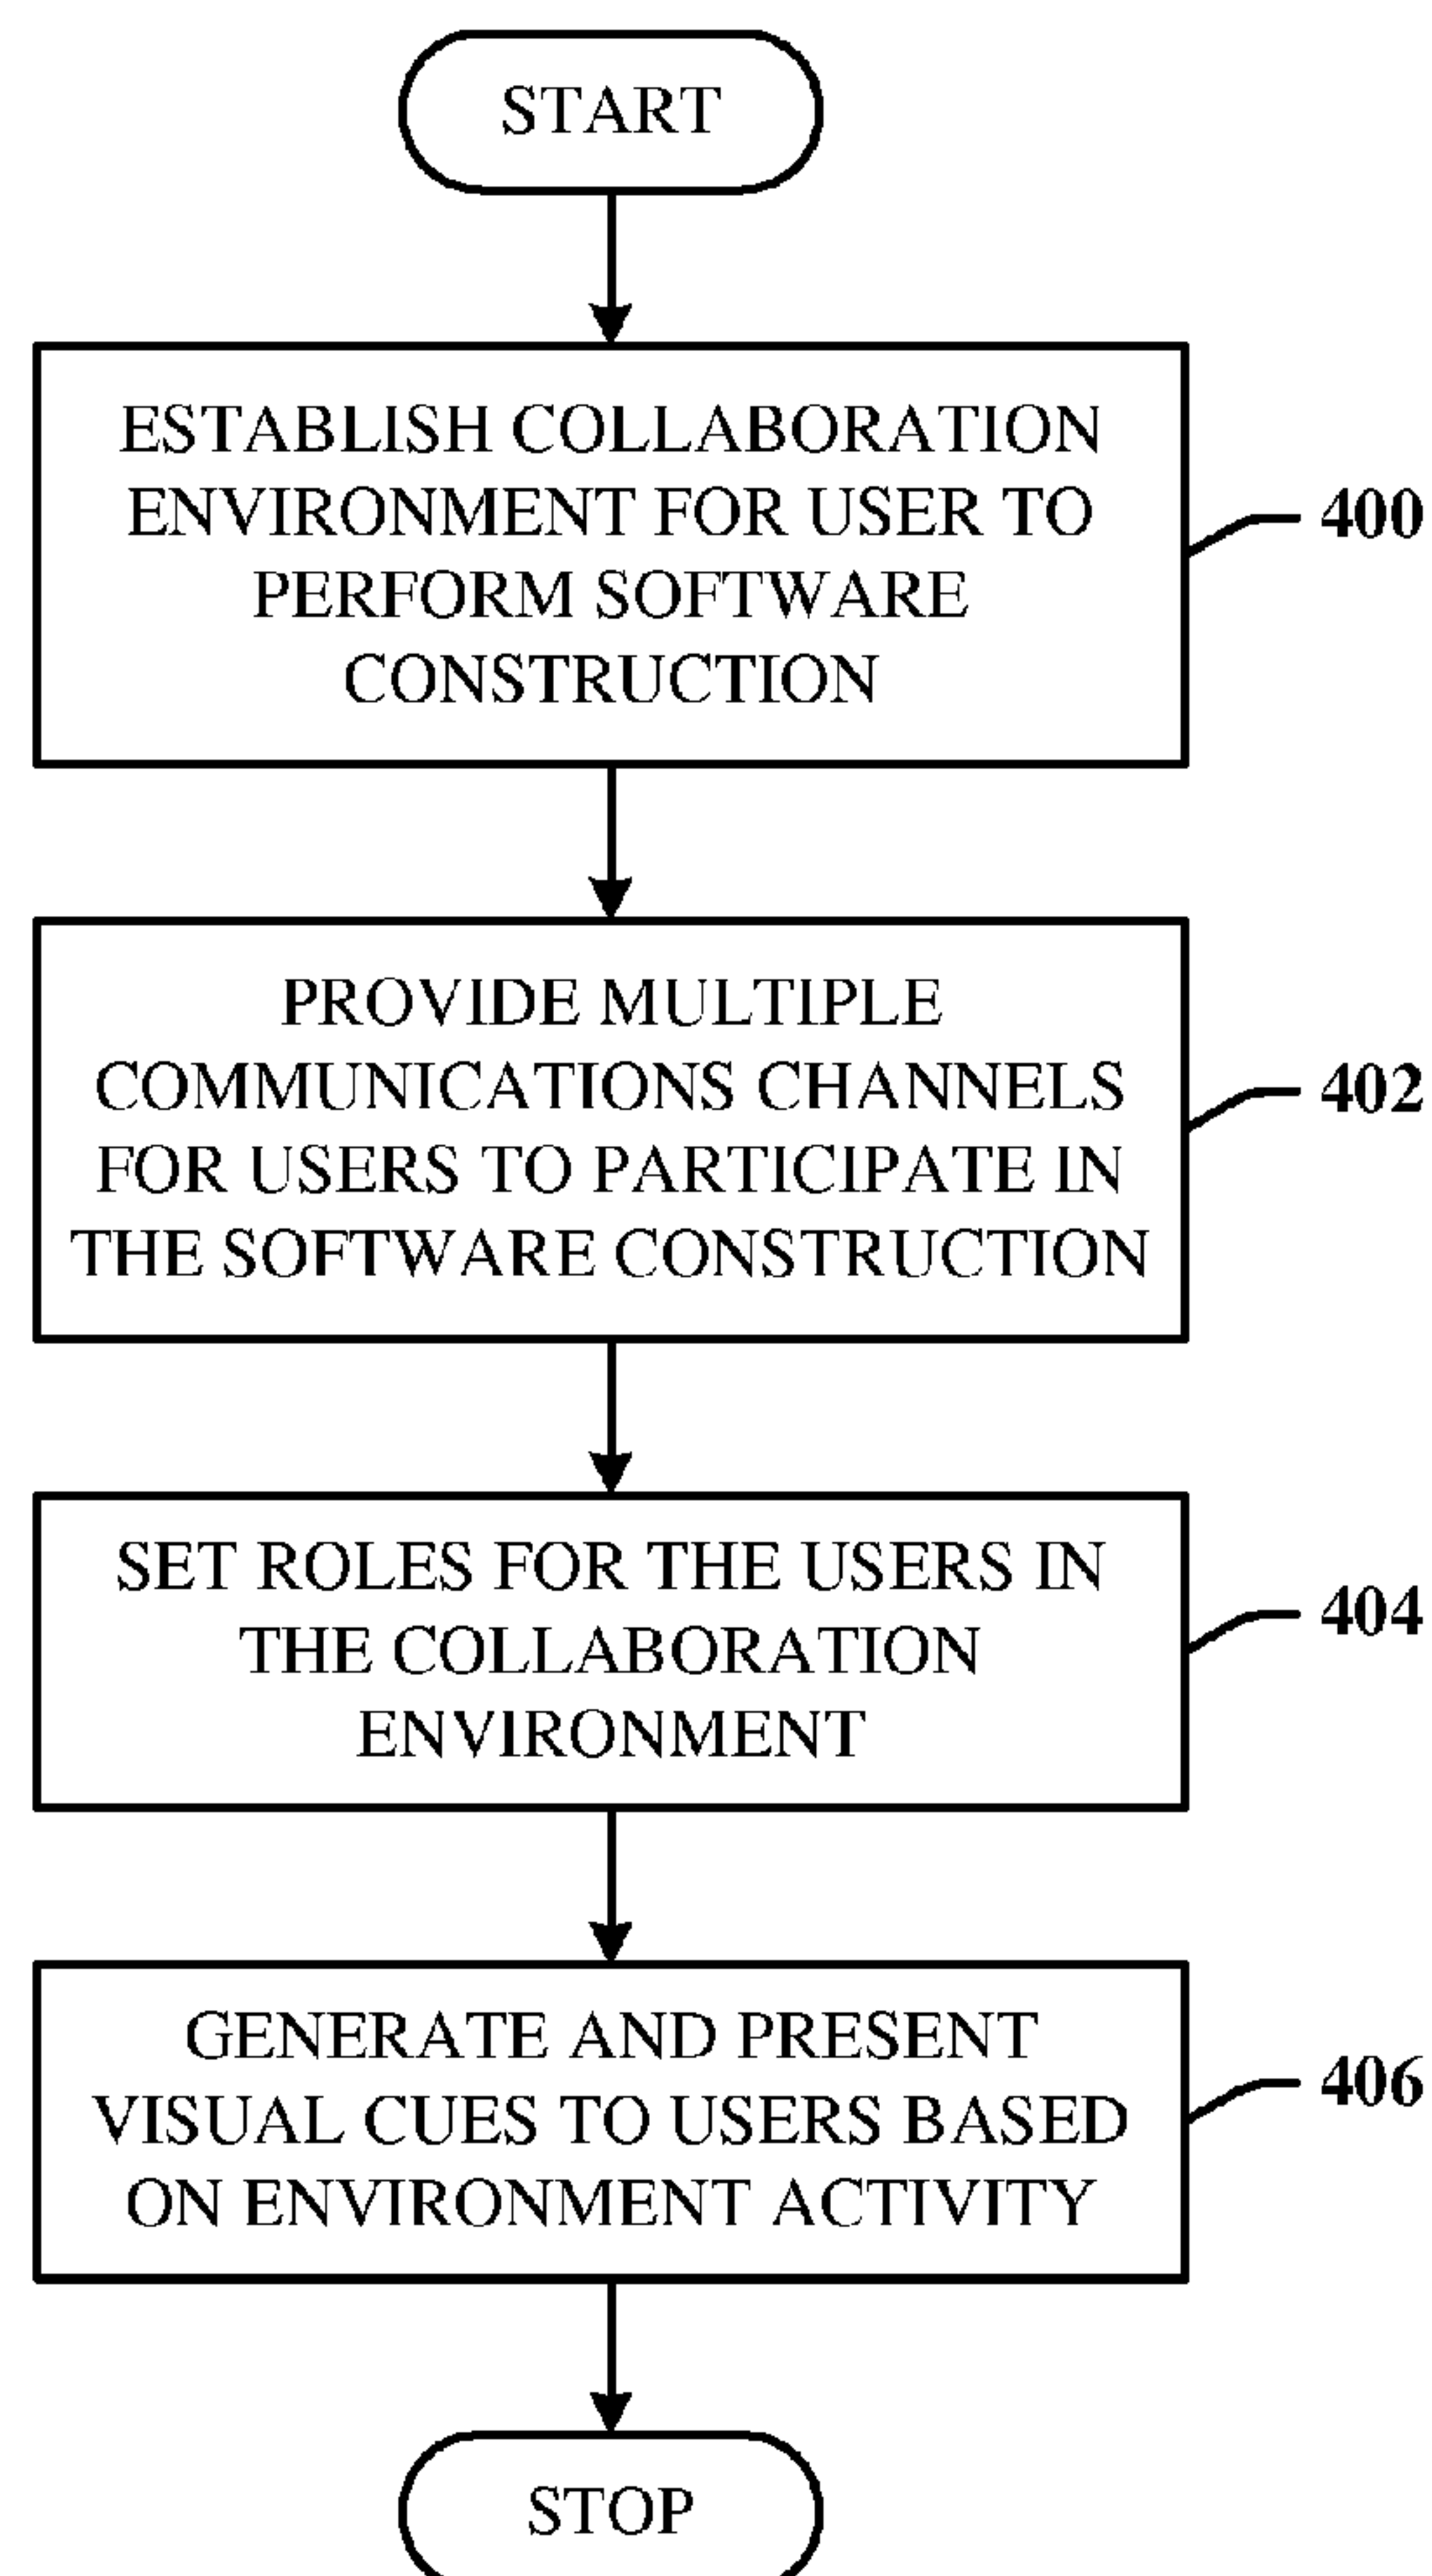 START
ESTABLISH COLLABORATION
ENVIRONMENT FOR USER TO
PERFORM SOFTWARE
CONSTRUCTION
400
PROVIDE MULTIPLE
COMMUNICATIONS CHANNELS
FOR USERS TO PARTICIPATE IN
THE SOFTWARE CONSTRUCTION
402
SET ROLES FOR THE USERS IN
THE COLLABORATION
ENVIRONMENT
404
GENERATE AND PRESENT
VISUAL CUES TO USERS BASED
ON ENVIRONMENT ACTIVITY
406
STOP